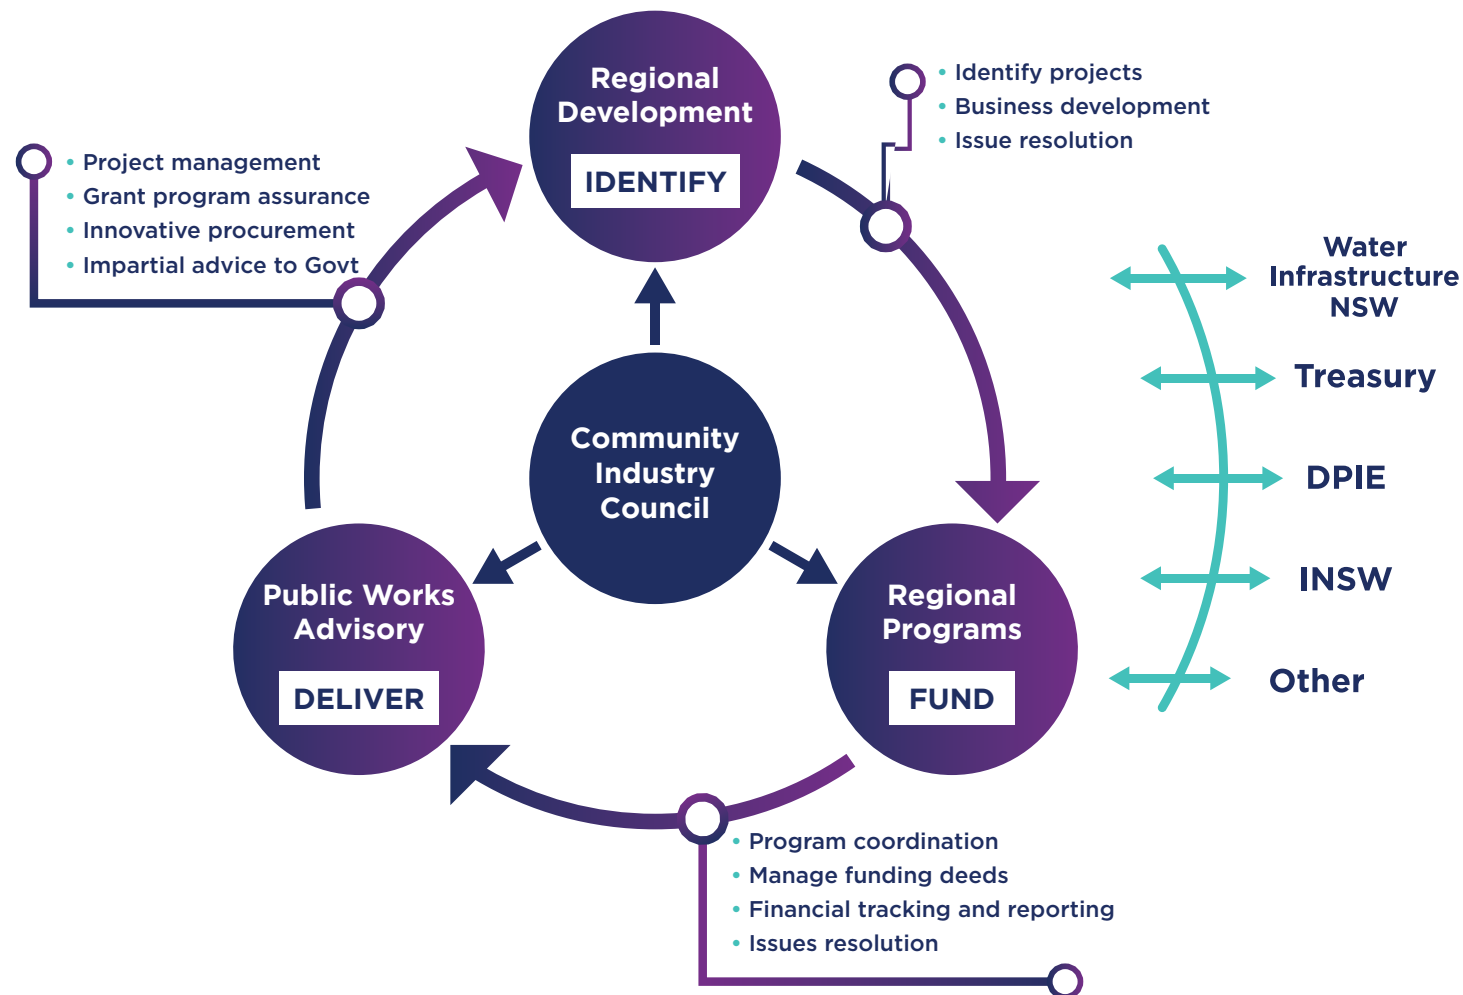 Regional
Development
IDENTIFY
• Identify projects
• Business development
• Issue resolution
• Project management
• Grant program assurance
• Innovative procurement
• Impartial advice to Govt
Water
Infrastructure
NSW
Treasury
DPIE
INSW
Other
Community
Industry
Council
Public Works
Advisory
DELIVER
Regional
Programs
FUND
• Program coordination
• Manage funding deeds
• Financial tracking and reporting
• Issues resolution